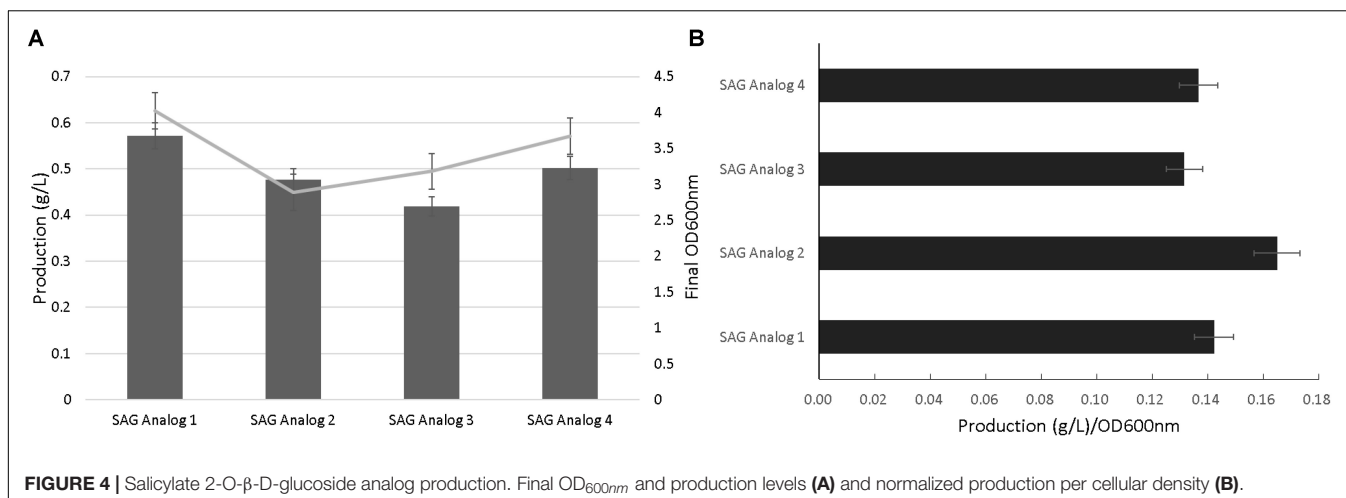 A
B
0.7
0.6
0.5
0.4
0.3
0.2
0.1
0
Production (g/L)
4.5
4
3.5
3
2.5
2
1.5
1
0.5
0
Final OD600nm
SAG Analog 1
SAG Analog 2
SAG Analog 3
SAG Analog 4
SAG Analog 4
SAG Analog 3
SAG Analog 2
SAG Analog 1
0.00 0.02 0.04 0.06 0.08 0.10 0.12 0.14 0.16 0.18
Production (g/L)/OD600nm
FIGURE 4 | Salicylate 2-O-β-D-glucoside analog production. Final OD600nm and production levels (A) and normalized production per cellular density (B).